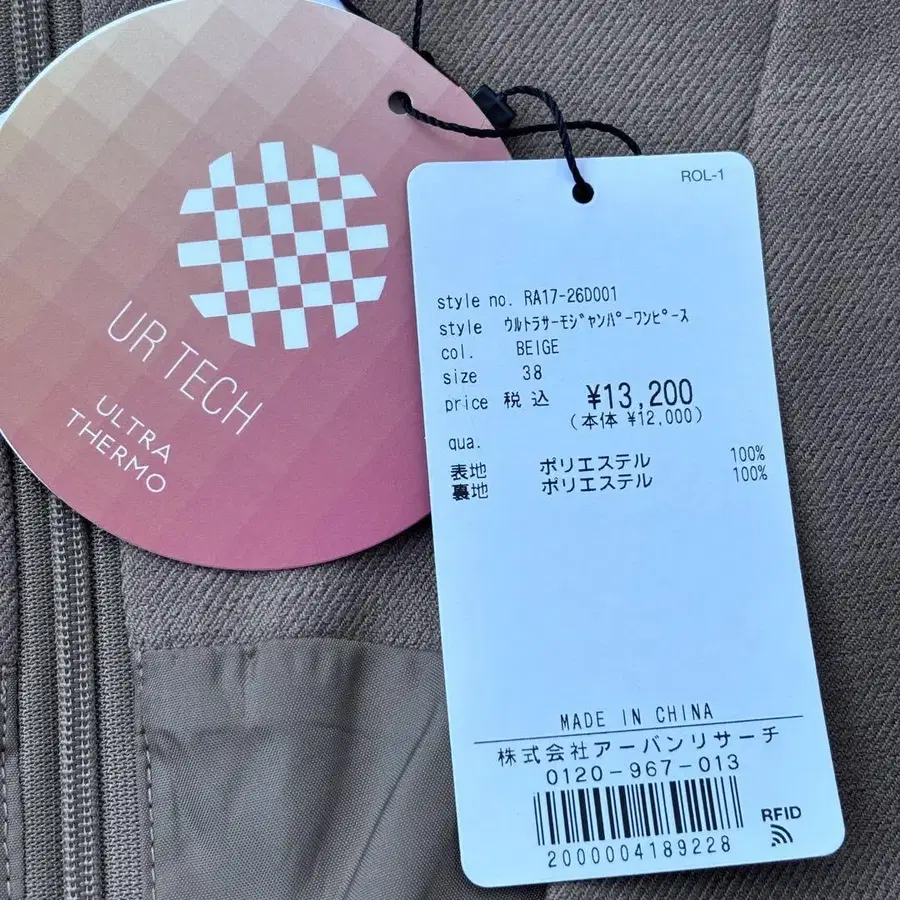 UR TECH
ULTRA
THERMO
ROL-1
style no. RA17-26D001
style ｳﾙﾄﾗｻｰﾓｼﾞｬﾝﾊﾟｰﾜﾝﾋﾟｰｽ
col. BEIGE
size 38
price 税込 ¥13,200
(本体 ¥12,000)
qua.
表地 ポリエステル 100%
裏地 ポリエステル 100%
MADE IN CHINA
株式会社アーバンリサーチ
0120-967-013
RFID
2000004189228